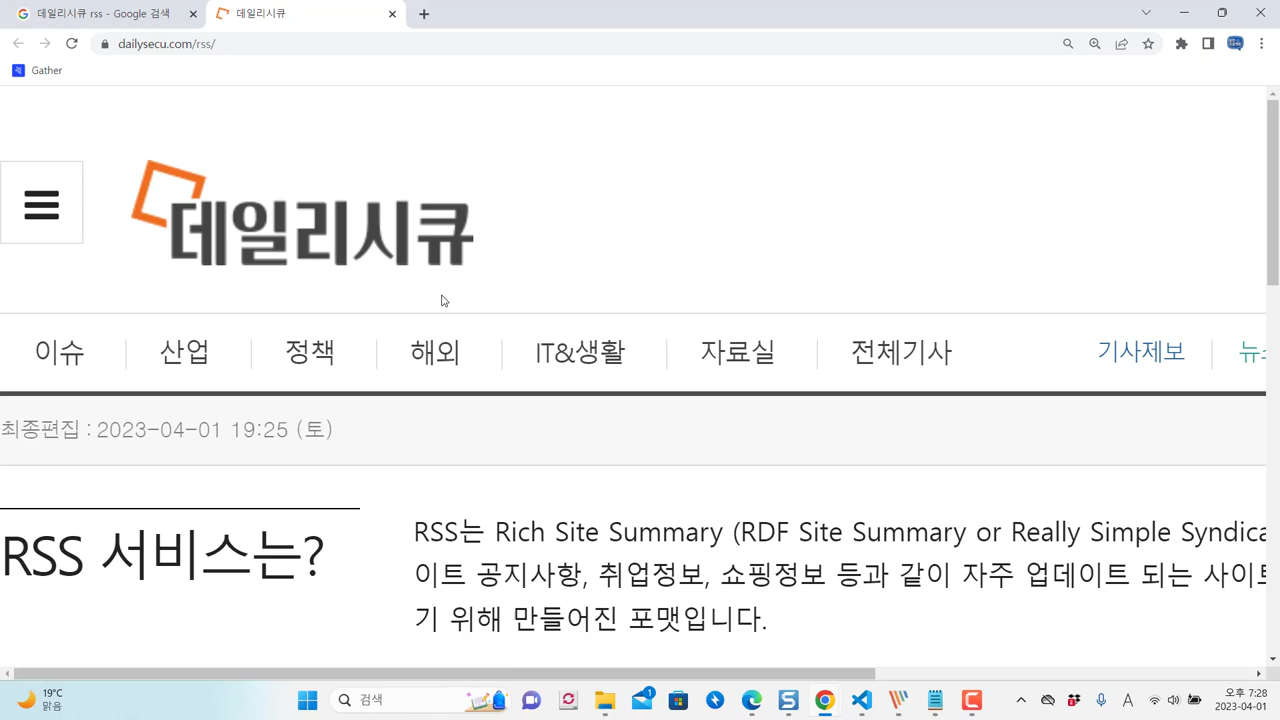 데일리시큐 rss - Google 검색
데일리시큐
dailysecu.com/rss/
Gather
데일리시큐
이슈 산업 정책 해외 IT&생활 자료실 전체기사 기사제보
최종편집 : 2023-04-01 19:25 (토)
RSS 서비스는?
RSS는 Rich Site Summary (RDF Site Summary or Really Simple Syndica
이트 공지사항, 취업정보, 쇼핑정보 등과 같이 자주 업데이트 되는 사이트
기 위해 만들어진 포맷입니다.
19°C
맑음
검색
1
A
오후 7:28
2023-04-01